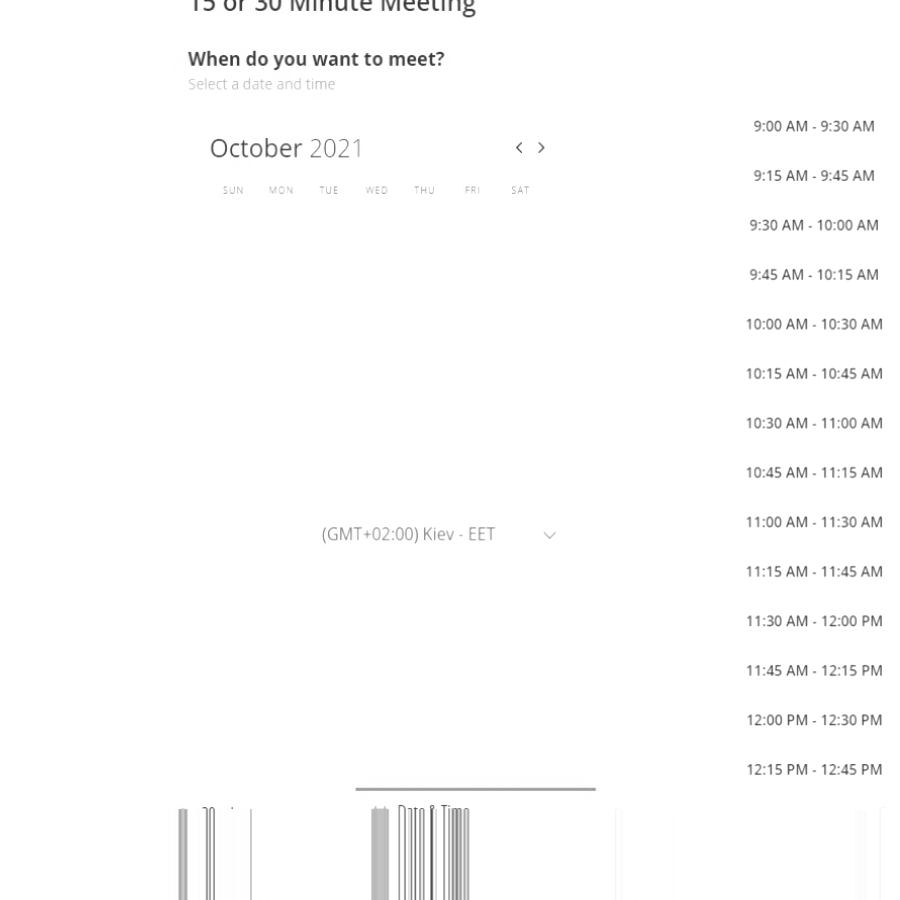 15 or 30 Minute Meeting
When do you want to meet?
Select a date and time
October 2021
SUN MON TUE WED THU FRI SAT
(GMT+02:00) Kiev - EET
9:00 AM - 9:30 AM
9:15 AM - 9:45 AM
9:30 AM - 10:00 AM
9:45 AM - 10:15 AM
10:00 AM - 10:30 AM
10:15 AM - 10:45 AM
10:30 AM - 11:00 AM
10:45 AM - 11:15 AM
11:00 AM - 11:30 AM
11:15 AM - 11:45 AM
11:30 AM - 12:00 PM
11:45 AM - 12:15 PM
12:00 PM - 12:30 PM
12:15 PM - 12:45 PM
Date & Time